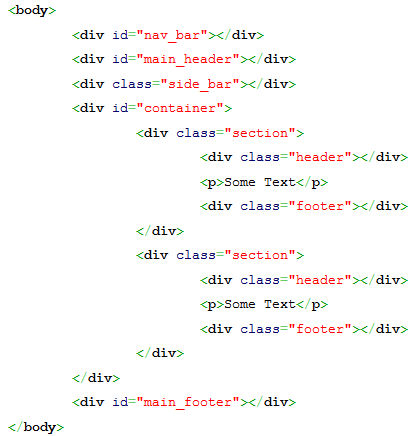 <body>
<div id="nav_bar"></div>
<div id="main_header"></div>
<div class="side_bar"></div>
<div id="container">
<div class="section">
<div class="header"></div>
<p>Some Text</p>
<div class="footer"></div>
</div>
<div class="section">
<div class="header"></div>
<p>Some Text</p>
<div class="footer"></div>
</div>
</div>
<div id="main_footer"></div>
</body>